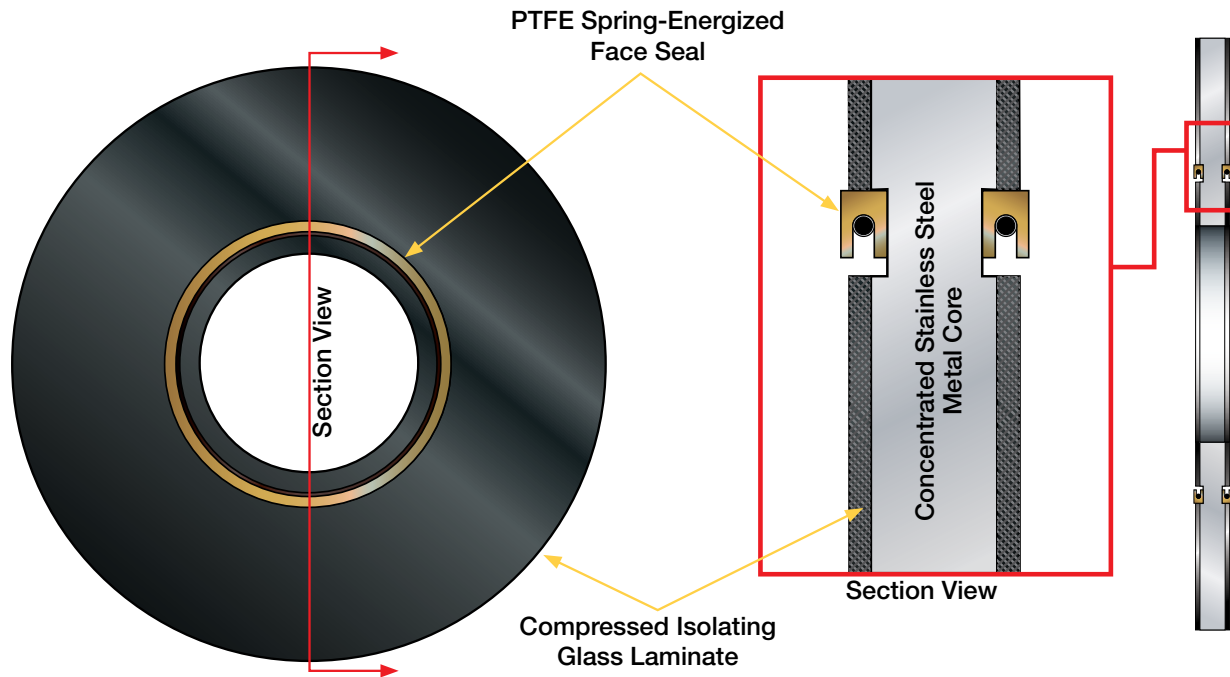 PTFE Spring-Energized
Face Seal
Section View
Concentrated Stainless Steel
Metal Core
Section View
Compressed Isolating
Glass Laminate